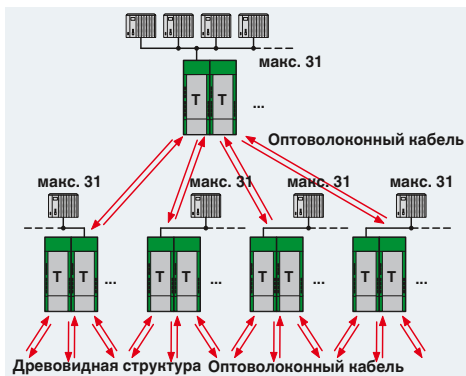 макс. 31
T T ...
Оптоволоконный кабель
макс. 31 макс. 31 макс. 31 макс. 31
T T ... T T ... T T ... T T ...
Древовидная структура Оптоволоконный кабель